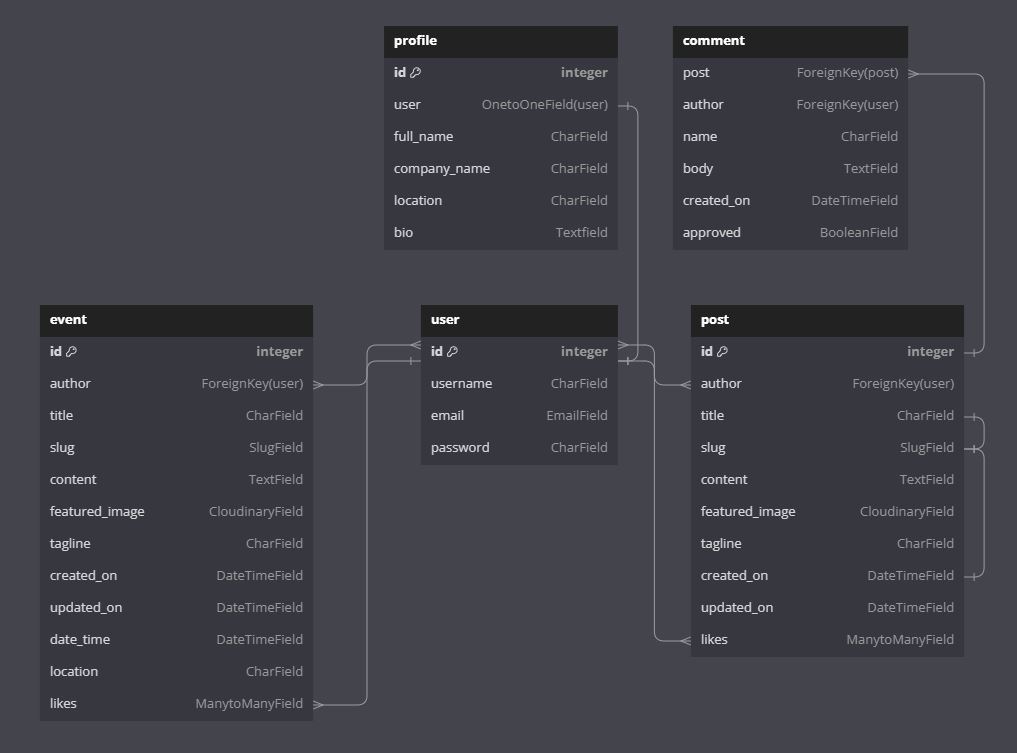 profile
id integer
user OnetoOneField(user)
full_name CharField
company_name CharField
location CharField
bio Textfield
comment
post ForeignKey(post)
author ForeignKey(user)
name CharField
body TextField
created_on DateTimeField
approved BooleanField
event
id integer
author ForeignKey(user)
title CharField
slug SlugField
content TextField
featured_image CloudinaryField
tagline CharField
created_on DateTimeField
updated_on DateTimeField
date_time DateTimeField
location CharField
likes ManytoManyField
user
id integer
username CharField
email EmailField
password CharField
post
id integer
author ForeignKey(user)
title CharField
slug SlugField
content TextField
featured_image CloudinaryField
tagline CharField
created_on DateTimeField
updated_on DateTimeField
likes ManytoManyField